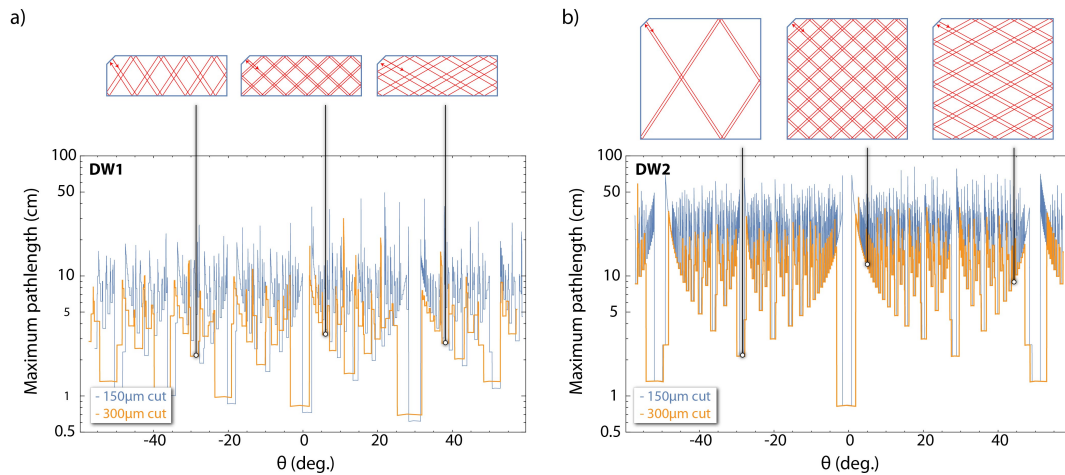 a)
DW1
Maximum pathlength (cm)
100
50
10
5
1
0.5
- 150μm cut
- 300μm cut
-40
-20
0
20
40
θ (deg.)
b)
DW2
Maximum pathlength (cm)
100
50
10
5
1
0.5
- 150μm cut
- 300μm cut
-40
-20
0
20
40
θ (deg.)